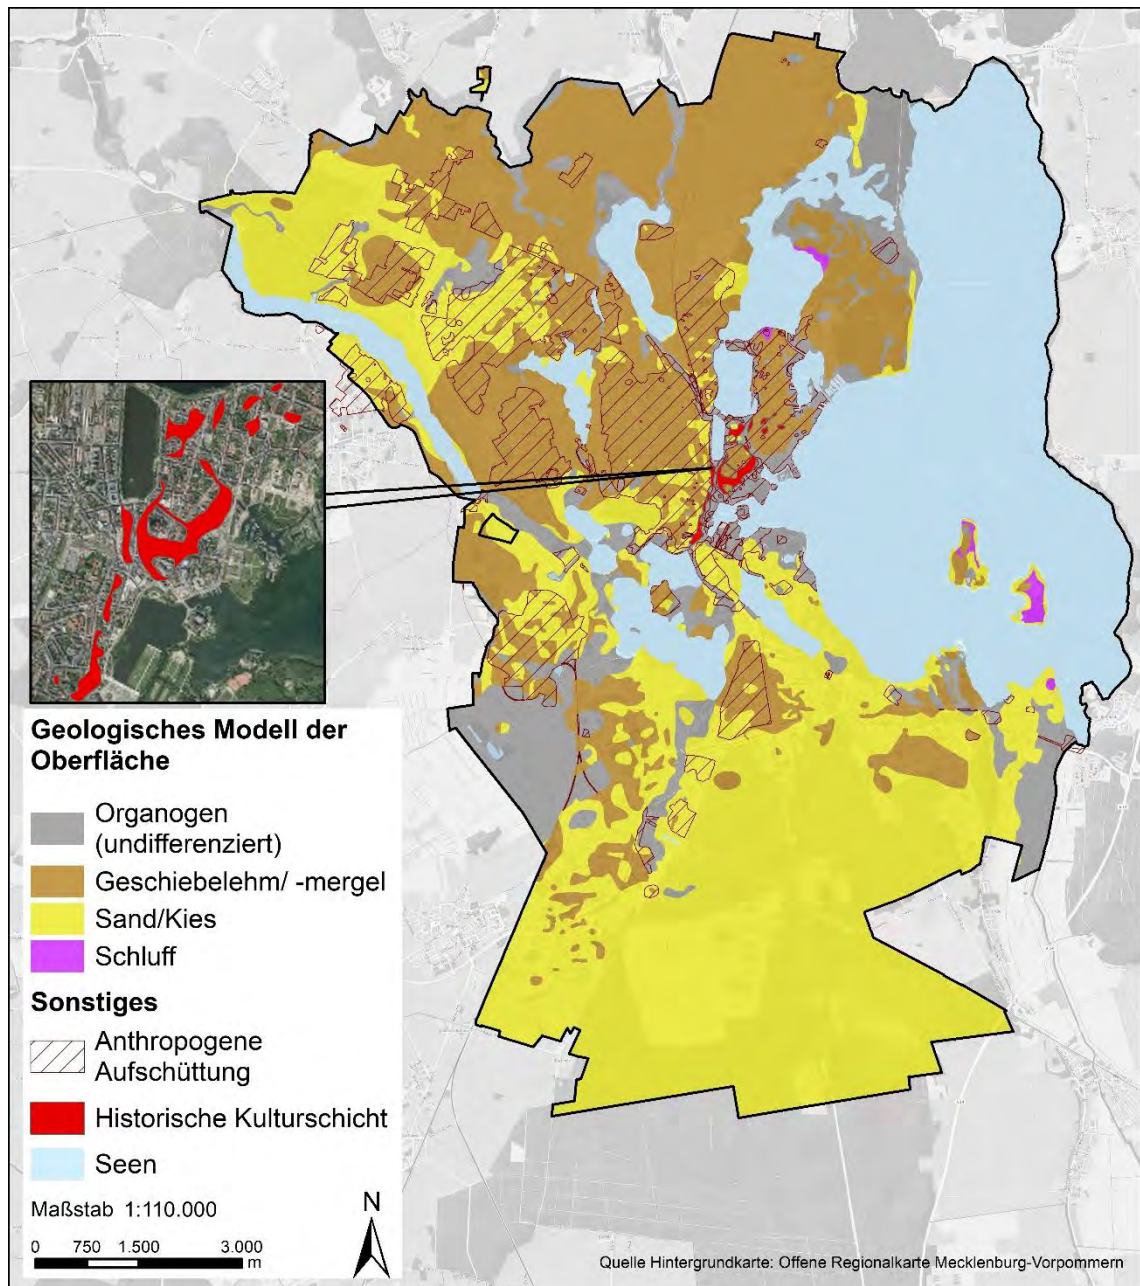 Geologisches Modell der
Oberfläche
Organogen
(undifferenziert)
Geschiebelehm/ -mergel
Sand/Kies
Schluff
Sonstiges
Anthropogene
Aufschüttung
Historische Kulturschicht
Seen
Maßstab 1:110.000
0 750 1.500 3.000
m
N
Quelle Hintergrundkarte: Offene Regionalkarte Mecklenburg-Vorpommern